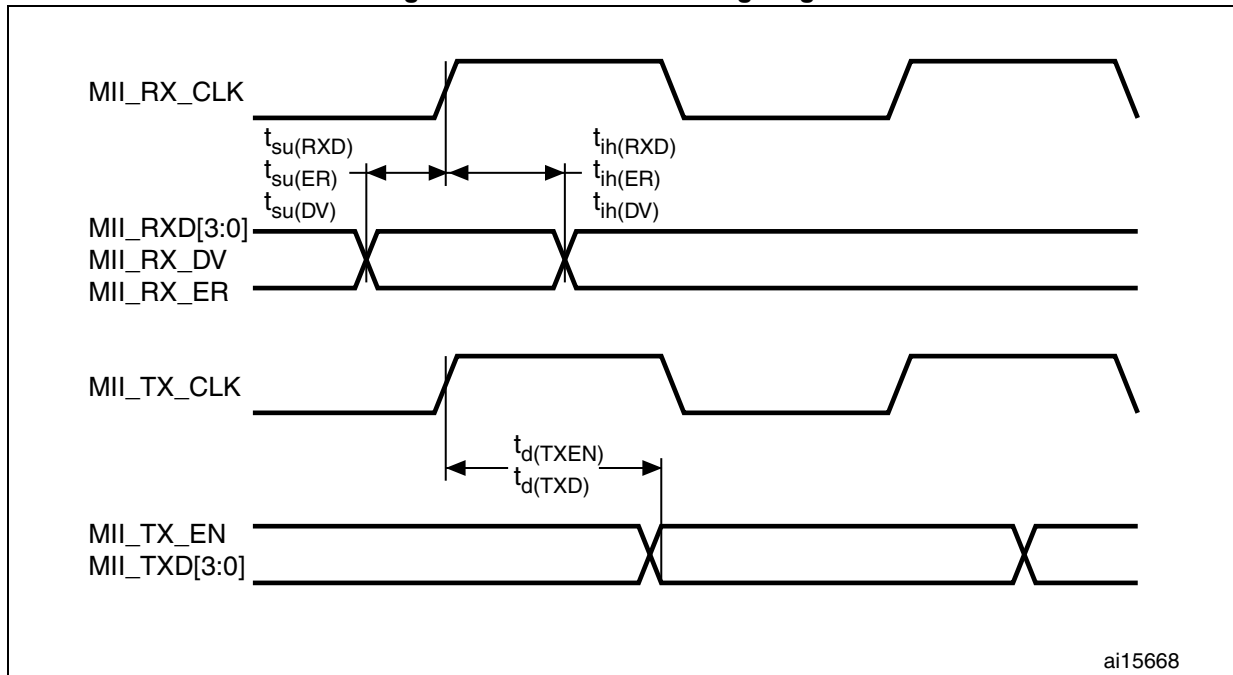 MII_RX_CLK
tsu(RXD)
tsu(ER)
tsu(DV)
tih(RXD)
tih(ER)
tih(DV)
MII_RXD[3:0]
MII_RX_DV
MII_RX_ER
MII_TX_CLK
td(TXEN)
td(TXD)
MII_TX_EN
MII_TXD[3:0]
ai15668